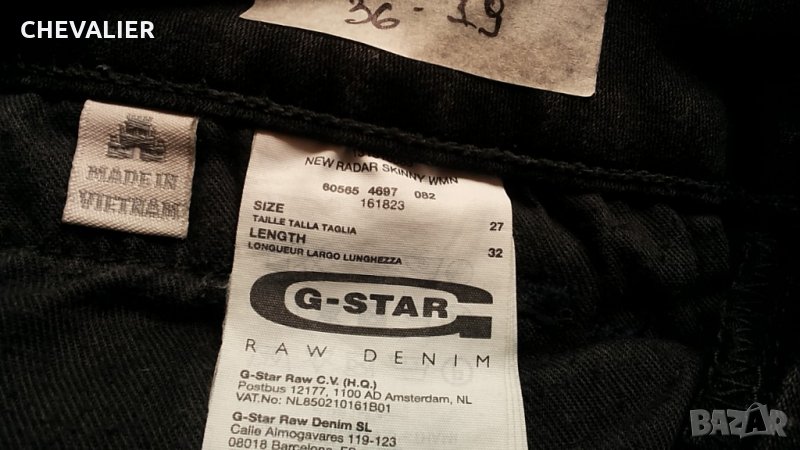 CHEVALIER
36-19
MADE IN
VIETNAM
NEW RADAR SKINNY WMN
60565 4697 082
161823
SIZE 27
TAILLE TALLA TAGLIA
LENGTH 32
LONGUEUR LARGO LUNGHEZZA
G-STAR
RAW DENIM
G-Star Raw C.V. (H.Q.)
Postbus 12177, 1100 AD Amsterdam, NL
VAT.No: NL850210161B01
G-Star Raw Denim SL
Calle Almogavares 119-123
08018 Barcelona, ES
BAZAR